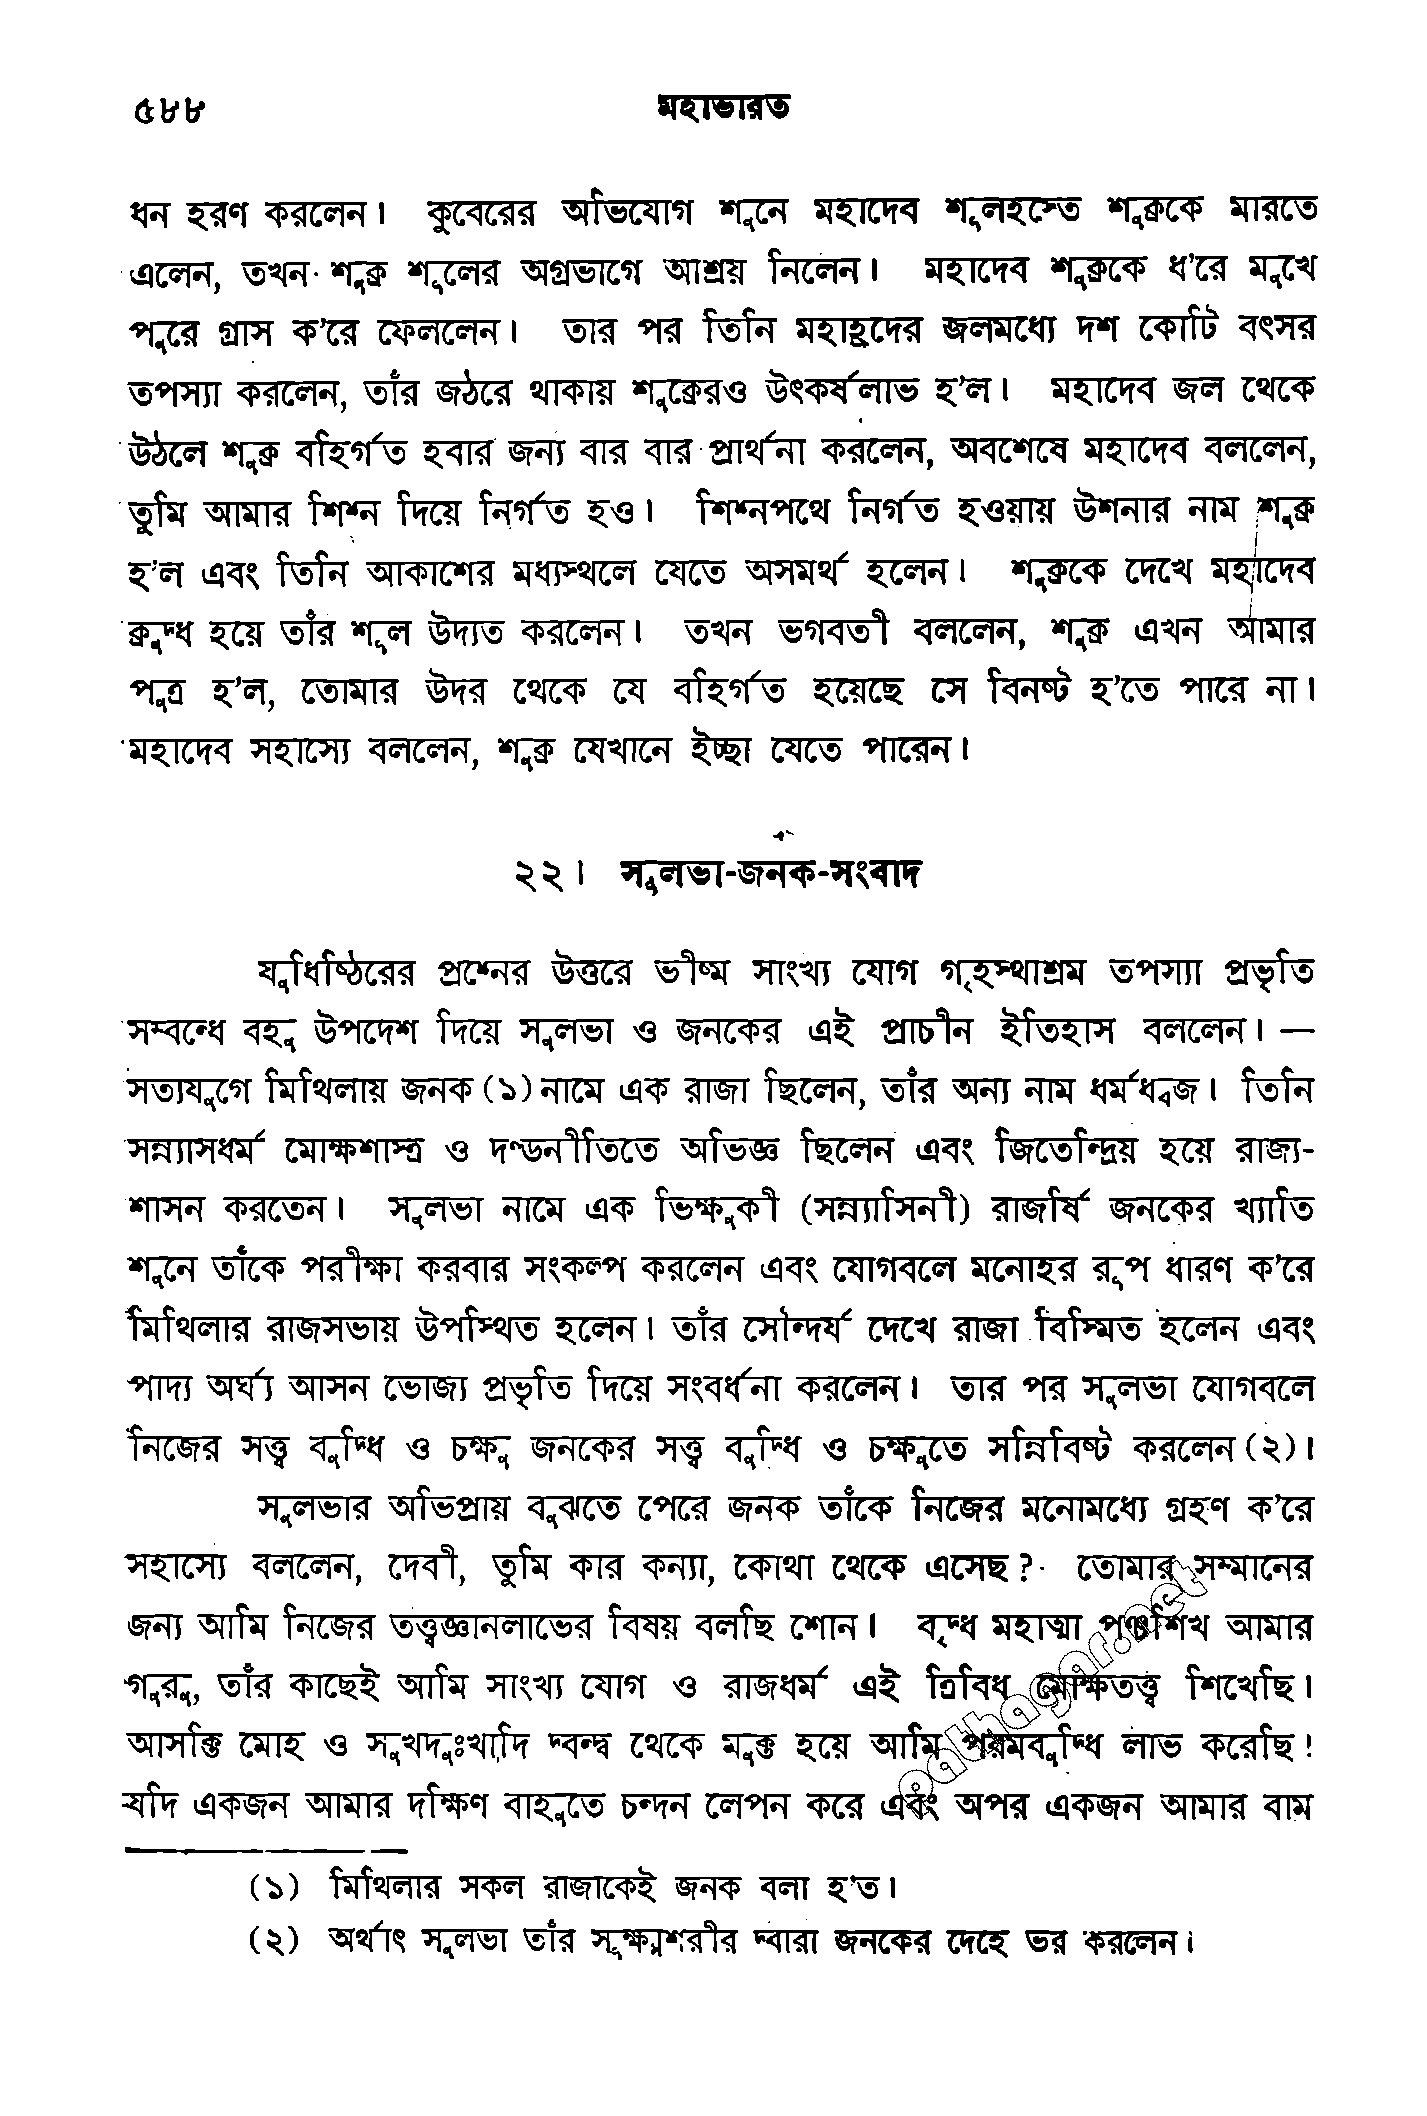 ৫৮৮ মহাভারত
ধন হরণ করলেন। কুবেরের অভিযোগ শুনে মহাদেব শূলহস্তে শুক্রকে মারতে
এলেন, তখন শুক্র শূলের অগ্রভাগে আশ্রয় নিলেন। মহাদেব শুক্রকে ধ'রে মুখে
পুরে গ্রাস ক'রে ফেললেন। তার পর তিনি মহাহ্রদের জলমধ্যে দশ কোটি বৎসর
তপস্যা করলেন, তাঁর জঠরে থাকায় শুক্রেরও উৎকর্ষলাভ হ'ল। মহাদেব জল থেকে
উঠলে শুক্র বহির্গত হবার জন্য বার বার প্রার্থনা করলেন, অবশেষে মহাদেব বললেন,
তুমি আমার শিশ্ন দিয়ে নির্গত হও। শিশ্নপথে নির্গত হওয়ায় উশনার নাম শুক্র
হ'ল এবং তিনি আকাশের মধ্যস্থলে যেতে অসমর্থ হলেন। শুক্রকে দেখে মহাদেব
ক্রুদ্ধ হয়ে তাঁর শূল উদ্যত করলেন। তখন ভগবতী বললেন, শুক্র এখন আমার
পুত্র হ'ল, তোমার উদর থেকে যে বহির্গত হয়েছে সে বিনষ্ট হ'তে পারে না।
মহাদেব সহাস্যে বললেন, শুক্র যেখানে ইচ্ছা যেতে পারেন।
২২। সুলভা-জনক-সংবাদ
যুধিষ্ঠিরের প্রশ্নের উত্তরে ভীষ্ম সাংখ্য যোগ গৃহস্থাশ্রম তপস্যা প্রভৃতি
সম্বন্ধে বহু উপদেশ দিয়ে সুলভা ও জনকের এই প্রাচীন ইতিহাস বললেন। —
সত্যযুগে মিথিলায় জনক (১) নামে এক রাজা ছিলেন, তাঁর অন্য নাম ধর্মধ্বজ। তিনি
সন্ন্যাসধর্ম মোক্ষশাস্ত্র ও দণ্ডনীতিতে অভিজ্ঞ ছিলেন এবং জিতেন্দ্রিয় হয়ে রাজ্য-
শাসন করতেন। সুলভা নামে এক ভিক্ষুকী (সন্ন্যাসিনী) রাজর্ষি জনকের খ্যাতি
শুনে তাঁকে পরীক্ষা করবার সংকল্প করলেন এবং যোগবলে মনোহর রূপ ধারণ ক'রে
মিথিলার রাজসভায় উপস্থিত হলেন। তাঁর সৌন্দর্য দেখে রাজা বিস্মিত হলেন এবং
পাদ্য অর্ঘ্য আসন ভোজ্য প্রভৃতি দিয়ে সংবর্ধনা করলেন। তার পর সুলভা যোগবলে
নিজের সত্ত্ব বুদ্ধি ও চক্ষু জনকের সত্ত্ব বুদ্ধি ও চক্ষুতে সন্নিবিষ্ট করলেন (২)।
সুলভার অভিপ্রায় বুঝতে পেরে জনক তাঁকে নিজের মনোমধ্যে গ্রহণ ক'রে
সহাস্যে বললেন, দেবী, তুমি কার কন্যা, কোথা থেকে এসেছ? তোমার সম্মানের
জন্য আমি নিজের তত্ত্বজ্ঞানলাভের বিষয় বলছি শোন। বৃদ্ধ মহাত্মা পঞ্চশিখ আমার
গুরু, তাঁর কাছেই আমি সাংখ্য যোগ ও রাজধর্ম এই ত্রিবিধ মোক্ষতত্ত্ব শিখেছি।
আসক্তি মোহ ও সুখদুঃখাদি দ্বন্দ্ব থেকে মুক্ত হয়ে আমি পরমবুদ্ধি লাভ করেছি!
যদি একজন আমার দক্ষিণ বাহুতে চন্দন লেপন করে এবং অপর একজন আমার বাম
(১) মিথিলার সকল রাজাকেই জনক বলা হ'ত।
(২) অর্থাৎ সুলভা তাঁর সূক্ষ্মশরীর দ্বারা জনকের দেহে ভর করলেন।
pathagar.net